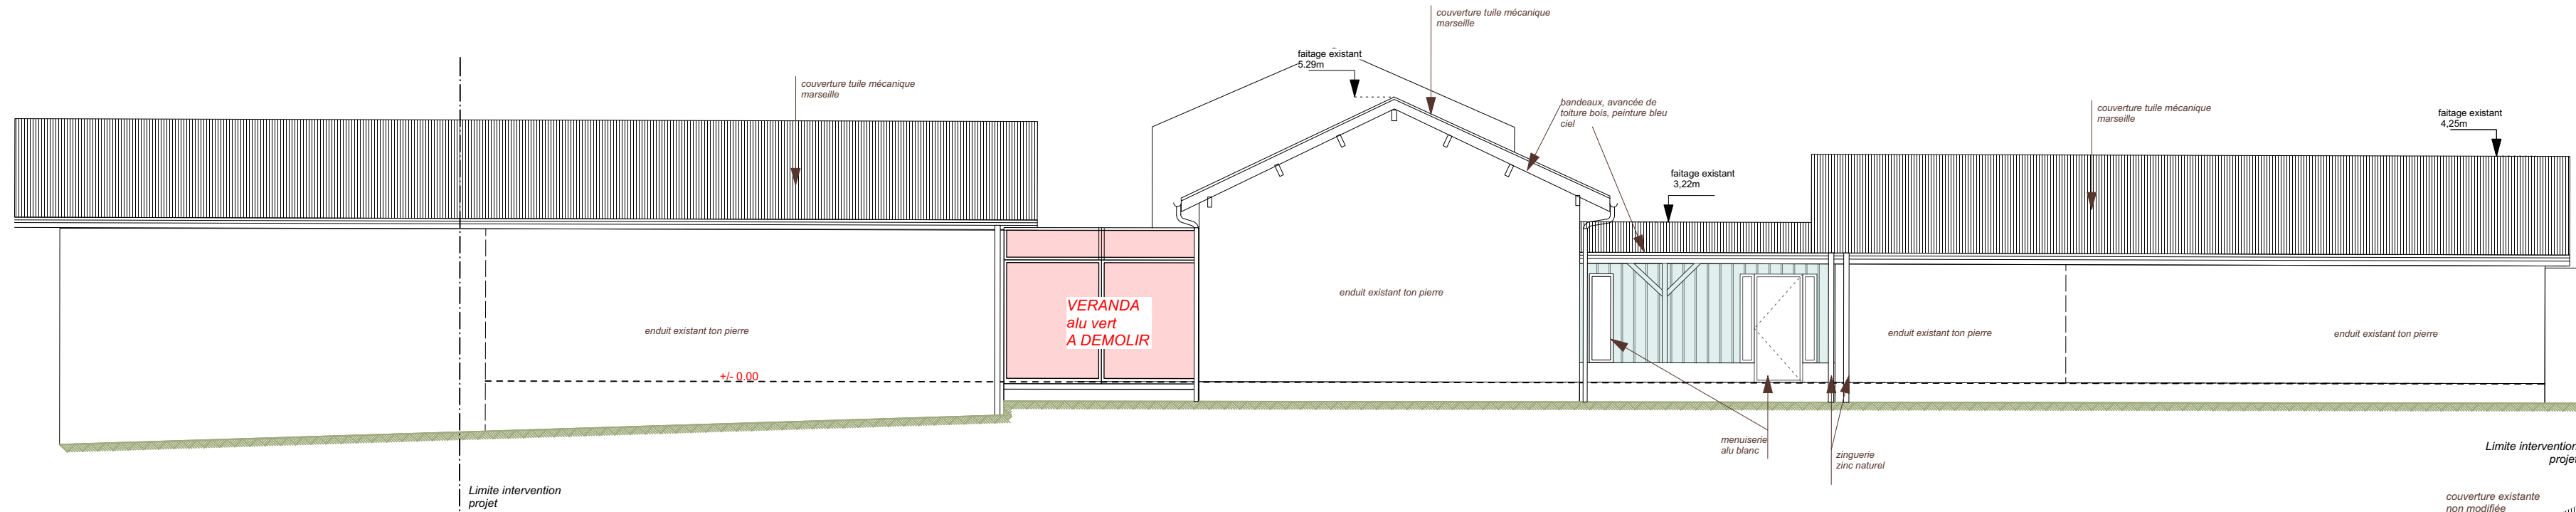 couverture tuile mécanique
marseille
faitage existant
5.29m
couverture tuile mécanique
marseille
bandeaux, avancée de
toiture bois, peinture bleu
ciel
couverture tuile mécanique
marseille
faitage existant
4,25m
faitage existant
3,22m
VERANDA
alu vert
A DEMOLIR
enduit existant ton pierre
enduit existant ton pierre
enduit existant ton pierre
enduit existant ton pierre
+/- 0.00
menuiserie
alu blanc
zinguerie
zinc naturel
Limite intervention
projet
Limite intervention
projet
couverture existante
non modifiée